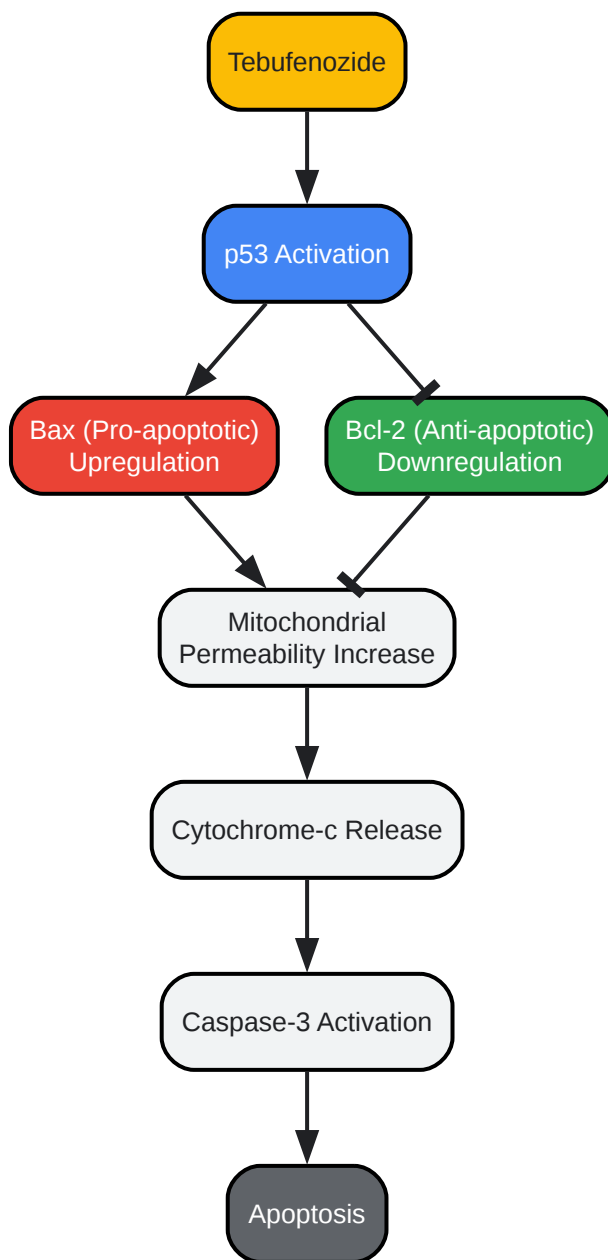 Tebufenozide
p53 Activation
Bax (Pro-apoptotic)
Upregulation
Bcl-2 (Anti-apoptotic)
Downregulation
Mitochondrial
Permeability Increase
Cytochrome-c Release
Caspase-3 Activation
Apoptosis